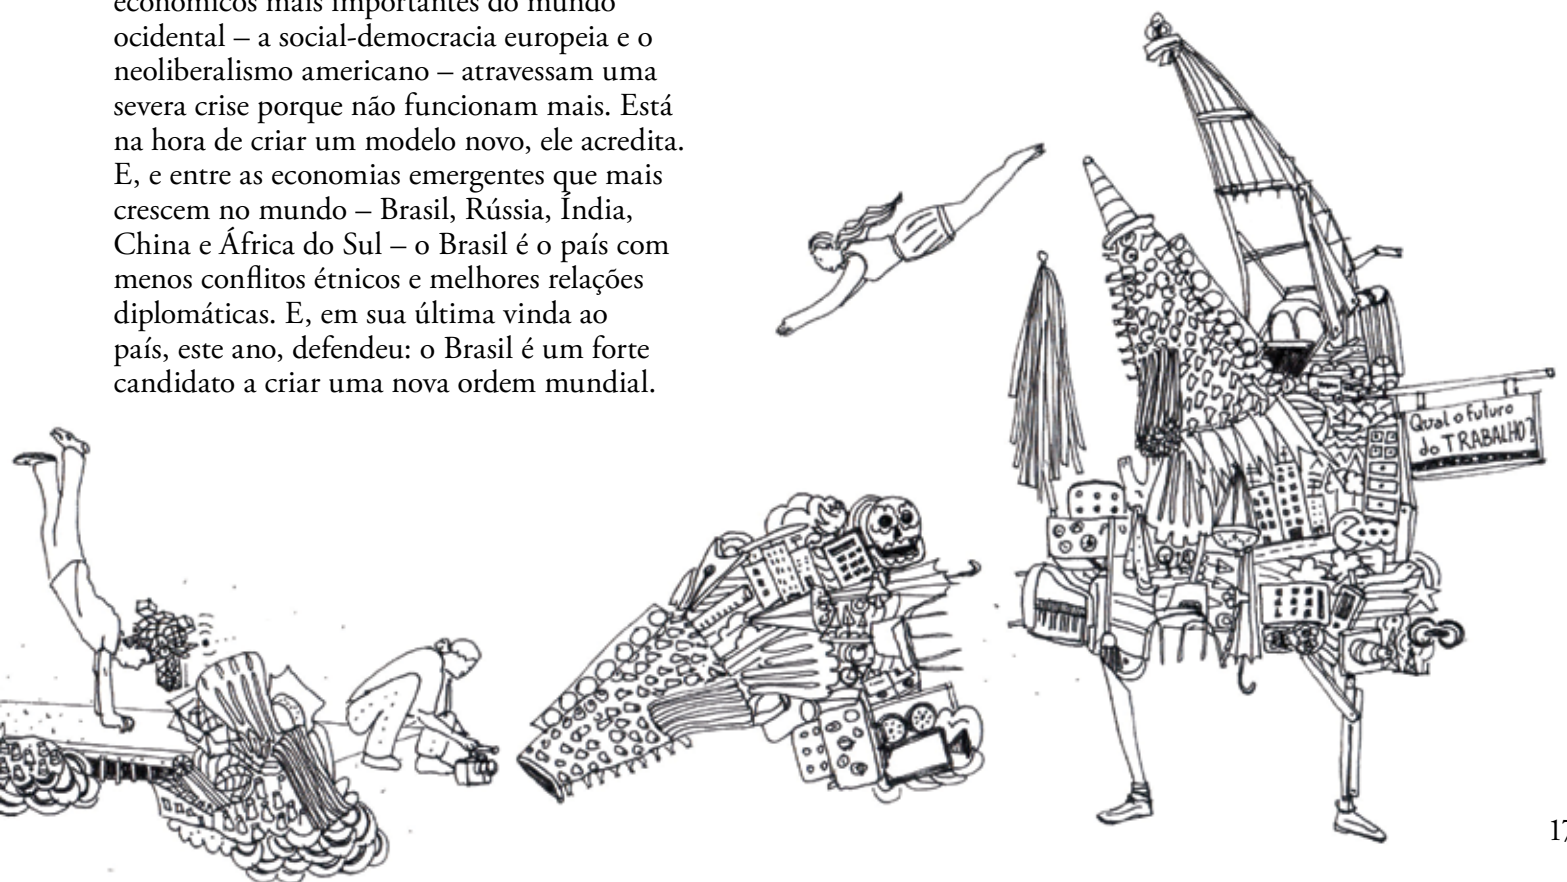 econômicos mais importantes do mundo
ocidental – a social-democracia europeia e o
neoliberalismo americano – atravessam uma
severa crise porque não funcionam mais. Está
na hora de criar um modelo novo, ele acredita.
E, e entre as economias emergentes que mais
crescem no mundo – Brasil, Rússia, Índia,
China e África do Sul – o Brasil é o país com
menos conflitos étnicos e melhores relações
diplomáticas. E, em sua última vinda ao
país, este ano, defendeu: o Brasil é um forte
candidato a criar uma nova ordem mundial.
Qual o futuro
do TRABALHO?
17